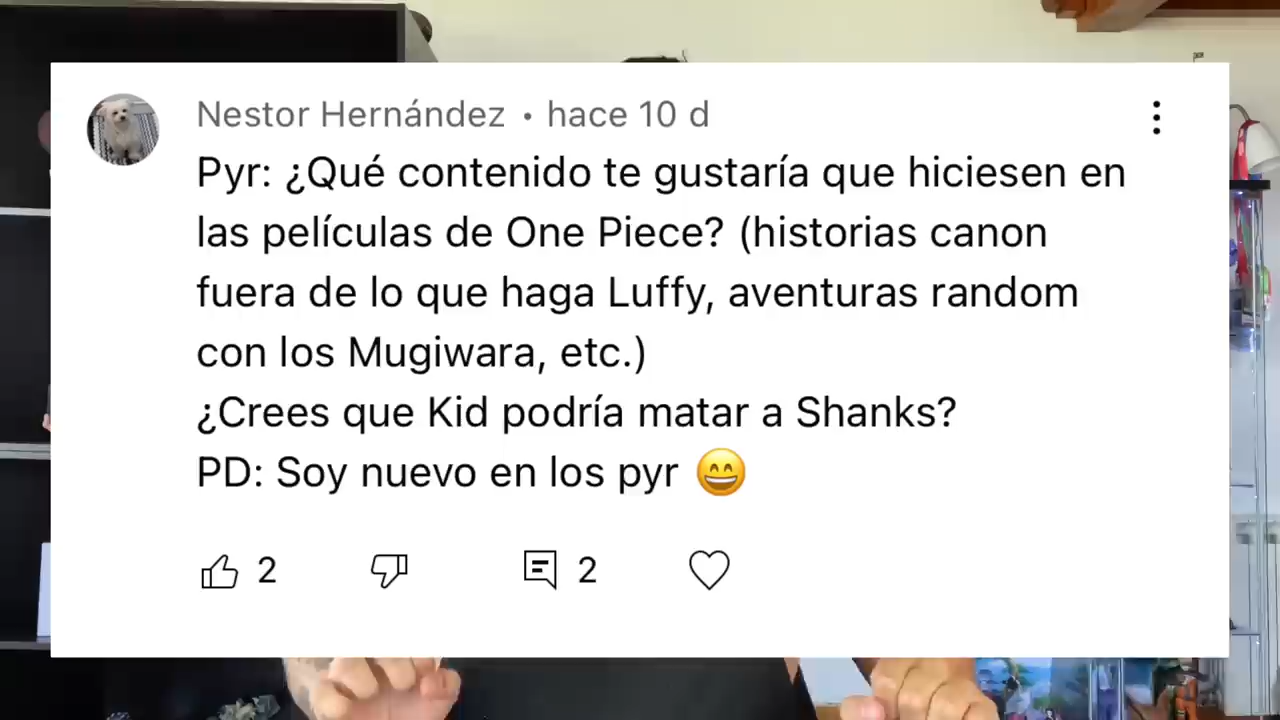 Nestor Hernández • hace 10 d
Pyr: ¿Qué contenido te gustaría que hiciesen en
las películas de One Piece? (historias canon
fuera de lo que haga Luffy, aventuras random
con los Mugiwara, etc.)
¿Crees que Kid podría matar a Shanks?
PD: Soy nuevo en los pyr 😄
2 2